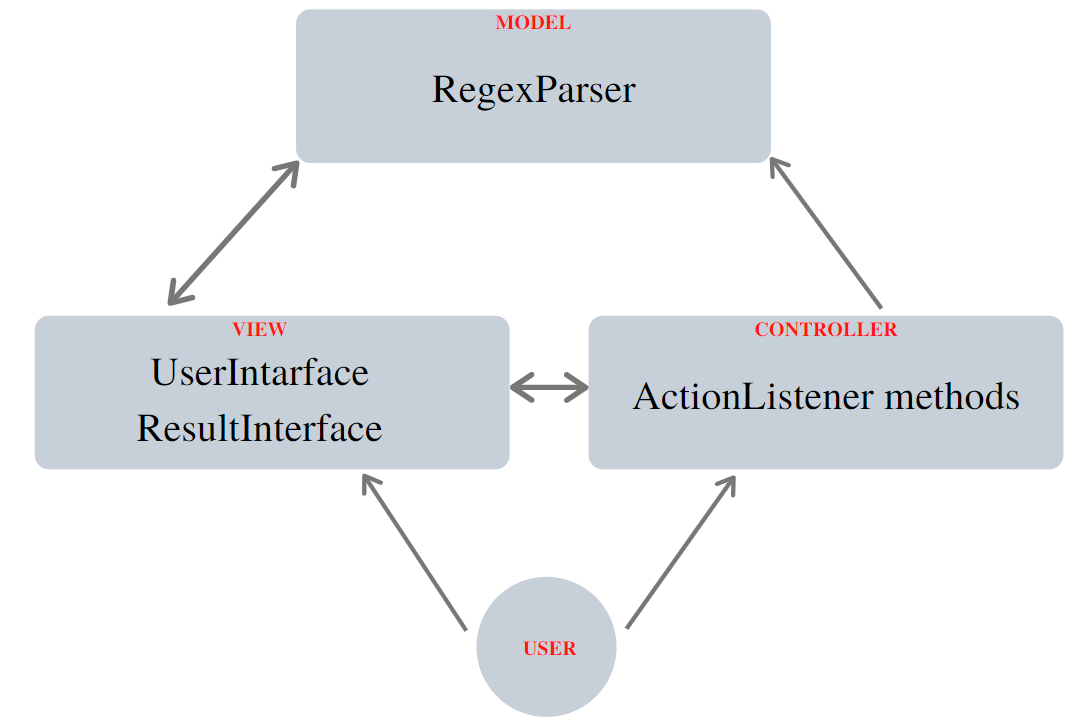 MODEL
RegexParser
VIEW
UserIntarface
ResultInterface
CONTROLLER
ActionListener methods
USER